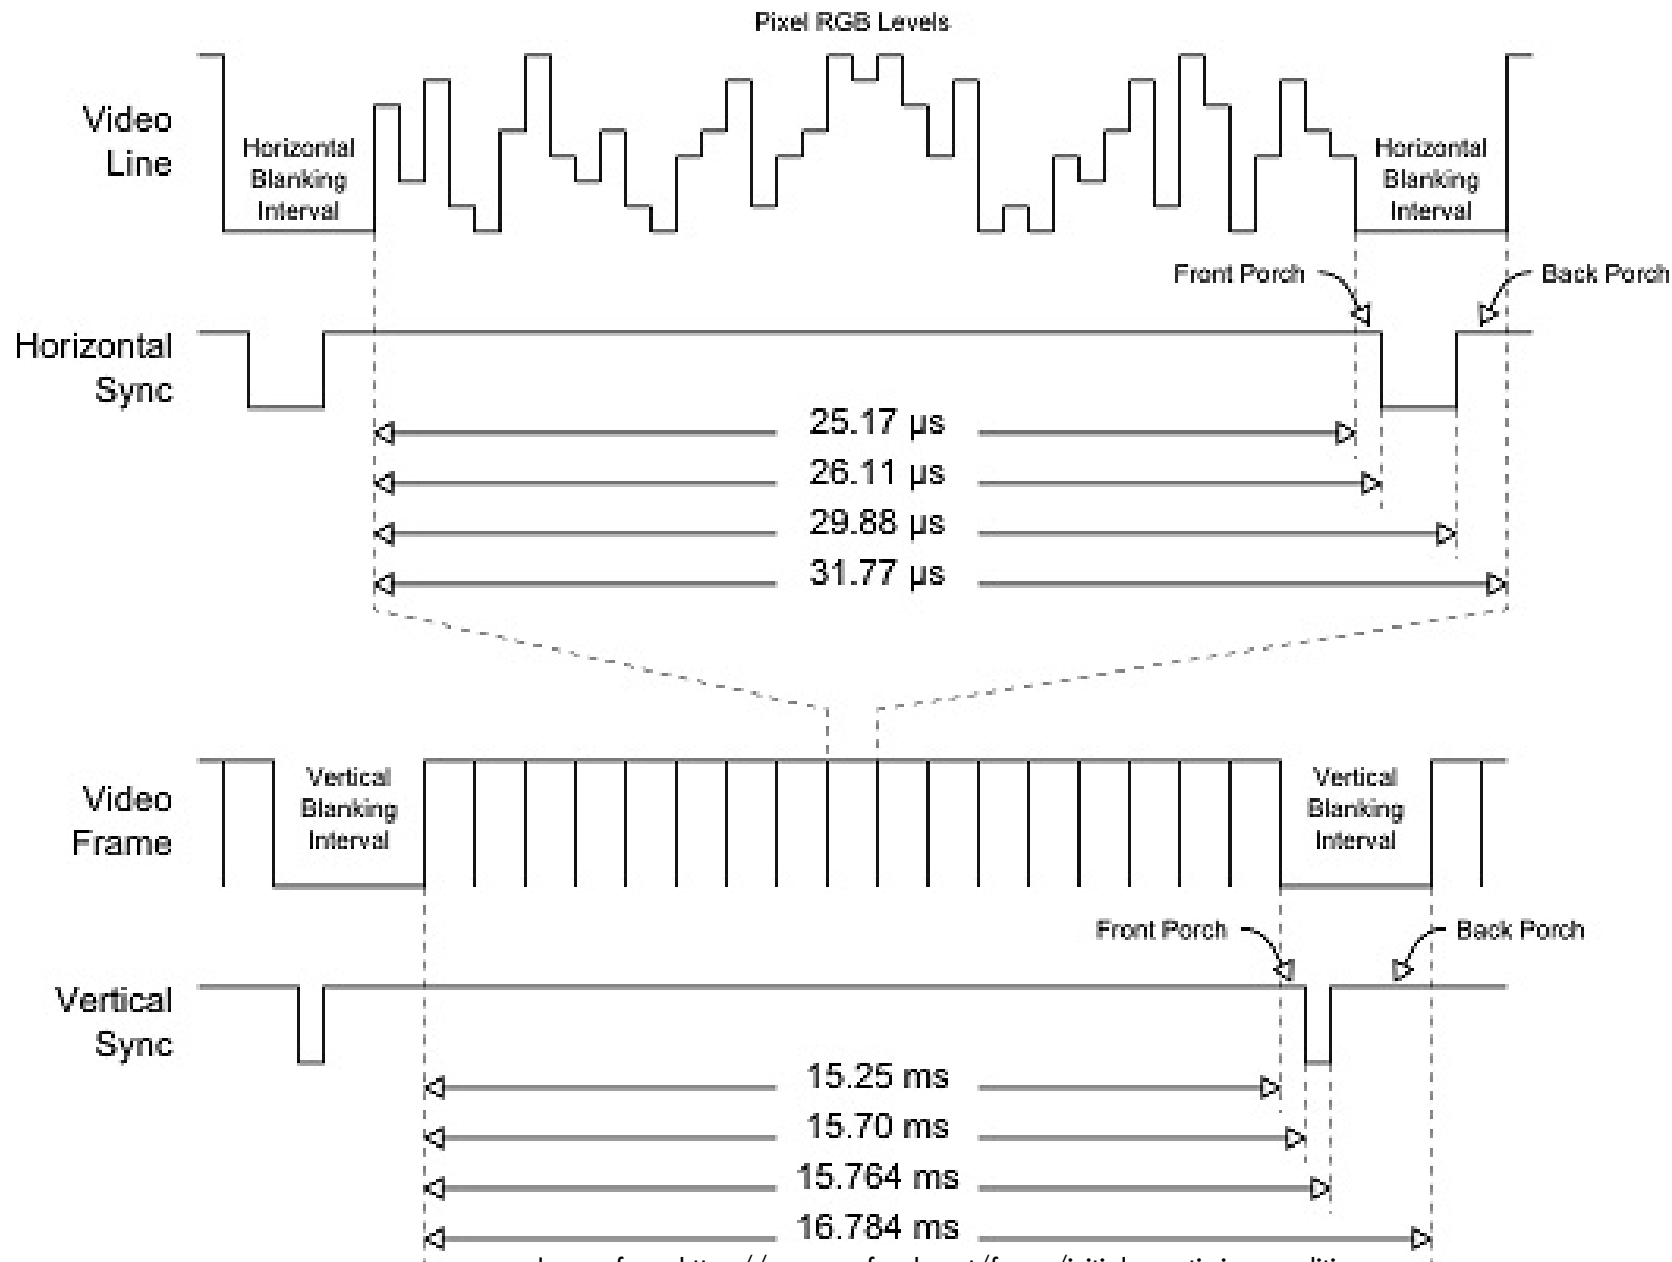 Pixel RGB Levels
Video
Line
Horizontal
Blanking
Interval
Horizontal
Blanking
Interval
Front Porch
Back Porch
Horizontal
Sync
25.17 µs
26.11 µs
29.88 µs
31.77 µs
Video
Frame
Vertical
Blanking
Interval
Vertical
Blanking
Interval
Front Porch
Back Porch
Vertical
Sync
15.25 ms
15.70 ms
15.764 ms
16.784 ms